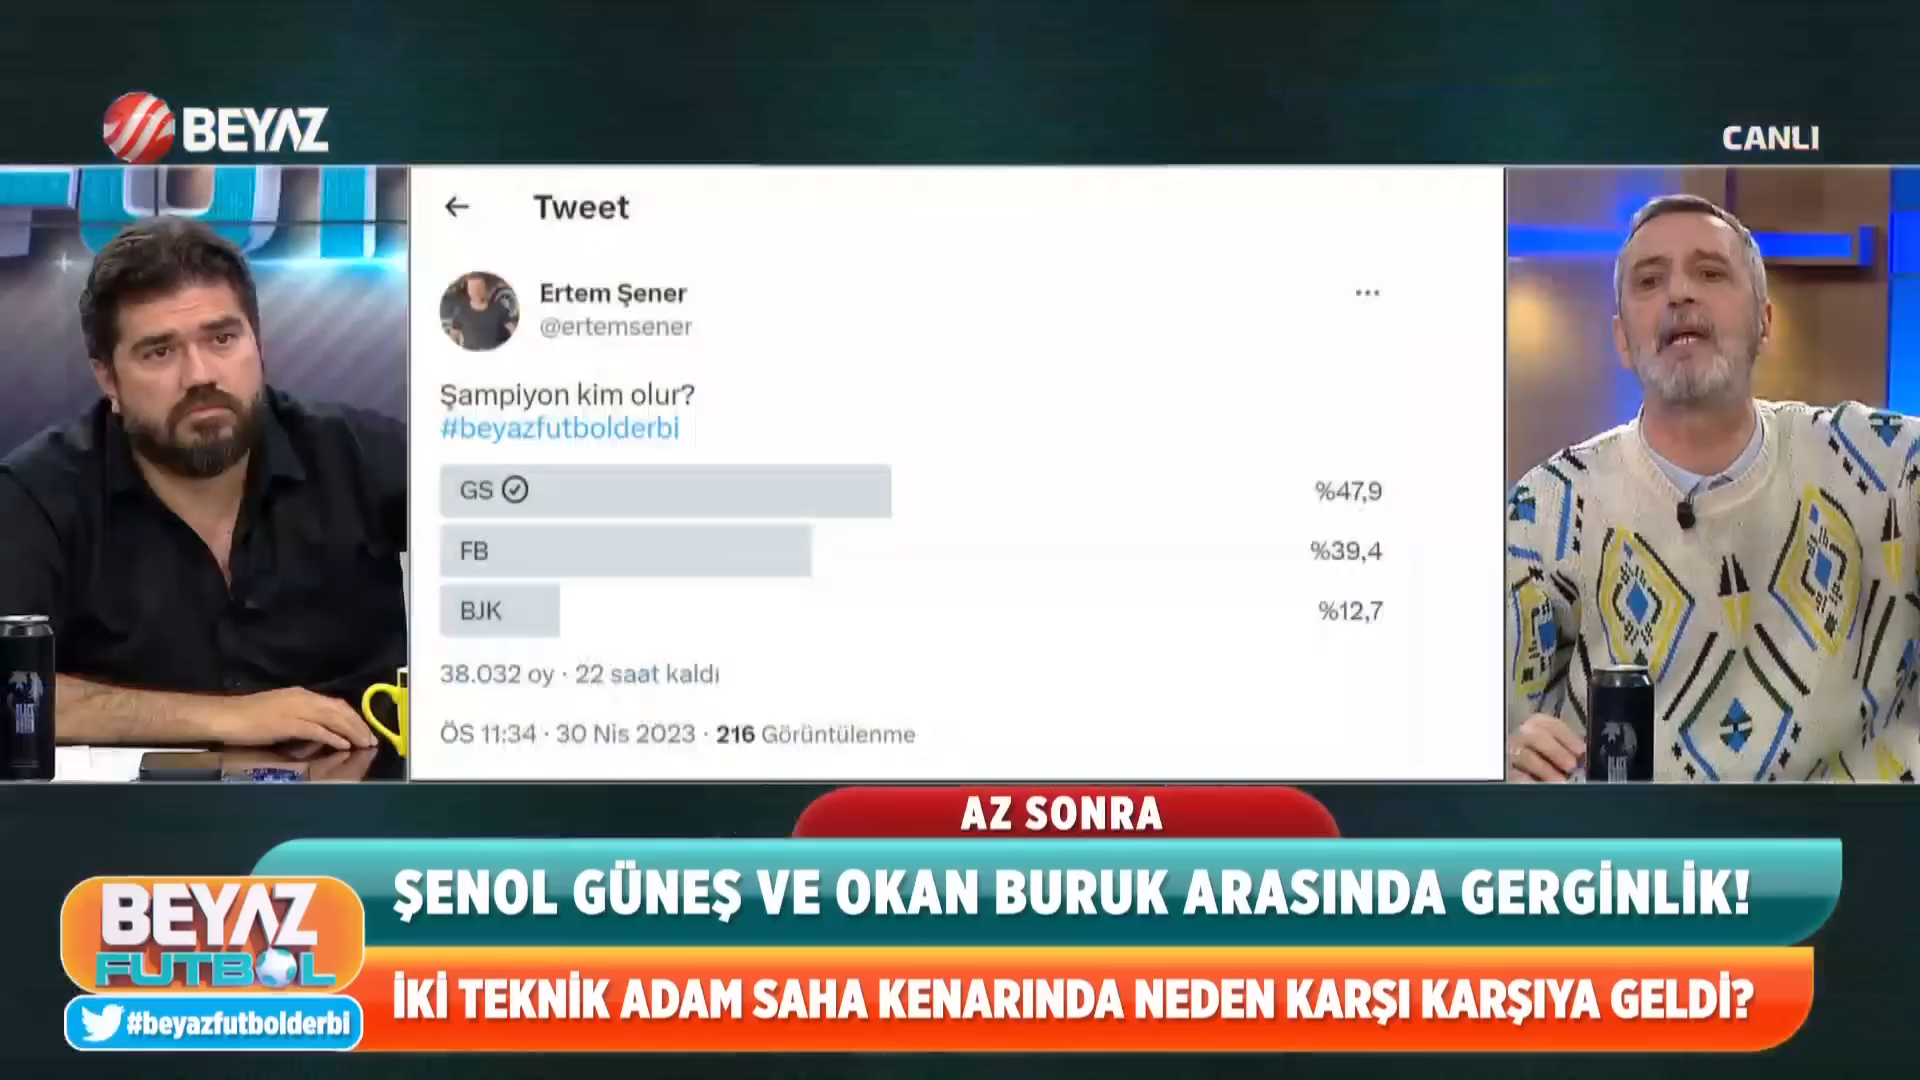 BEYAZ
CANLI
Tweet
Ertem Şener
@ertemsener
Şampiyon kim olur?
#beyazfutbolderbi
GS
%47,9
FB
%39,4
BJK
%12,7
38.032 oy · 22 saat kaldı
ÖS 11:34 · 30 Nis 2023 · 216 Görüntülenme
AZ SONRA
ŞENOL GÜNEŞ VE OKAN BURUK ARASINDA GERGİNLİK!
BEYAZ
FUTBOL
İKİ TEKNİK ADAM SAHA KENARINDA NEDEN KARŞI KARŞIYA GELDİ?
#beyazfutbolderbi